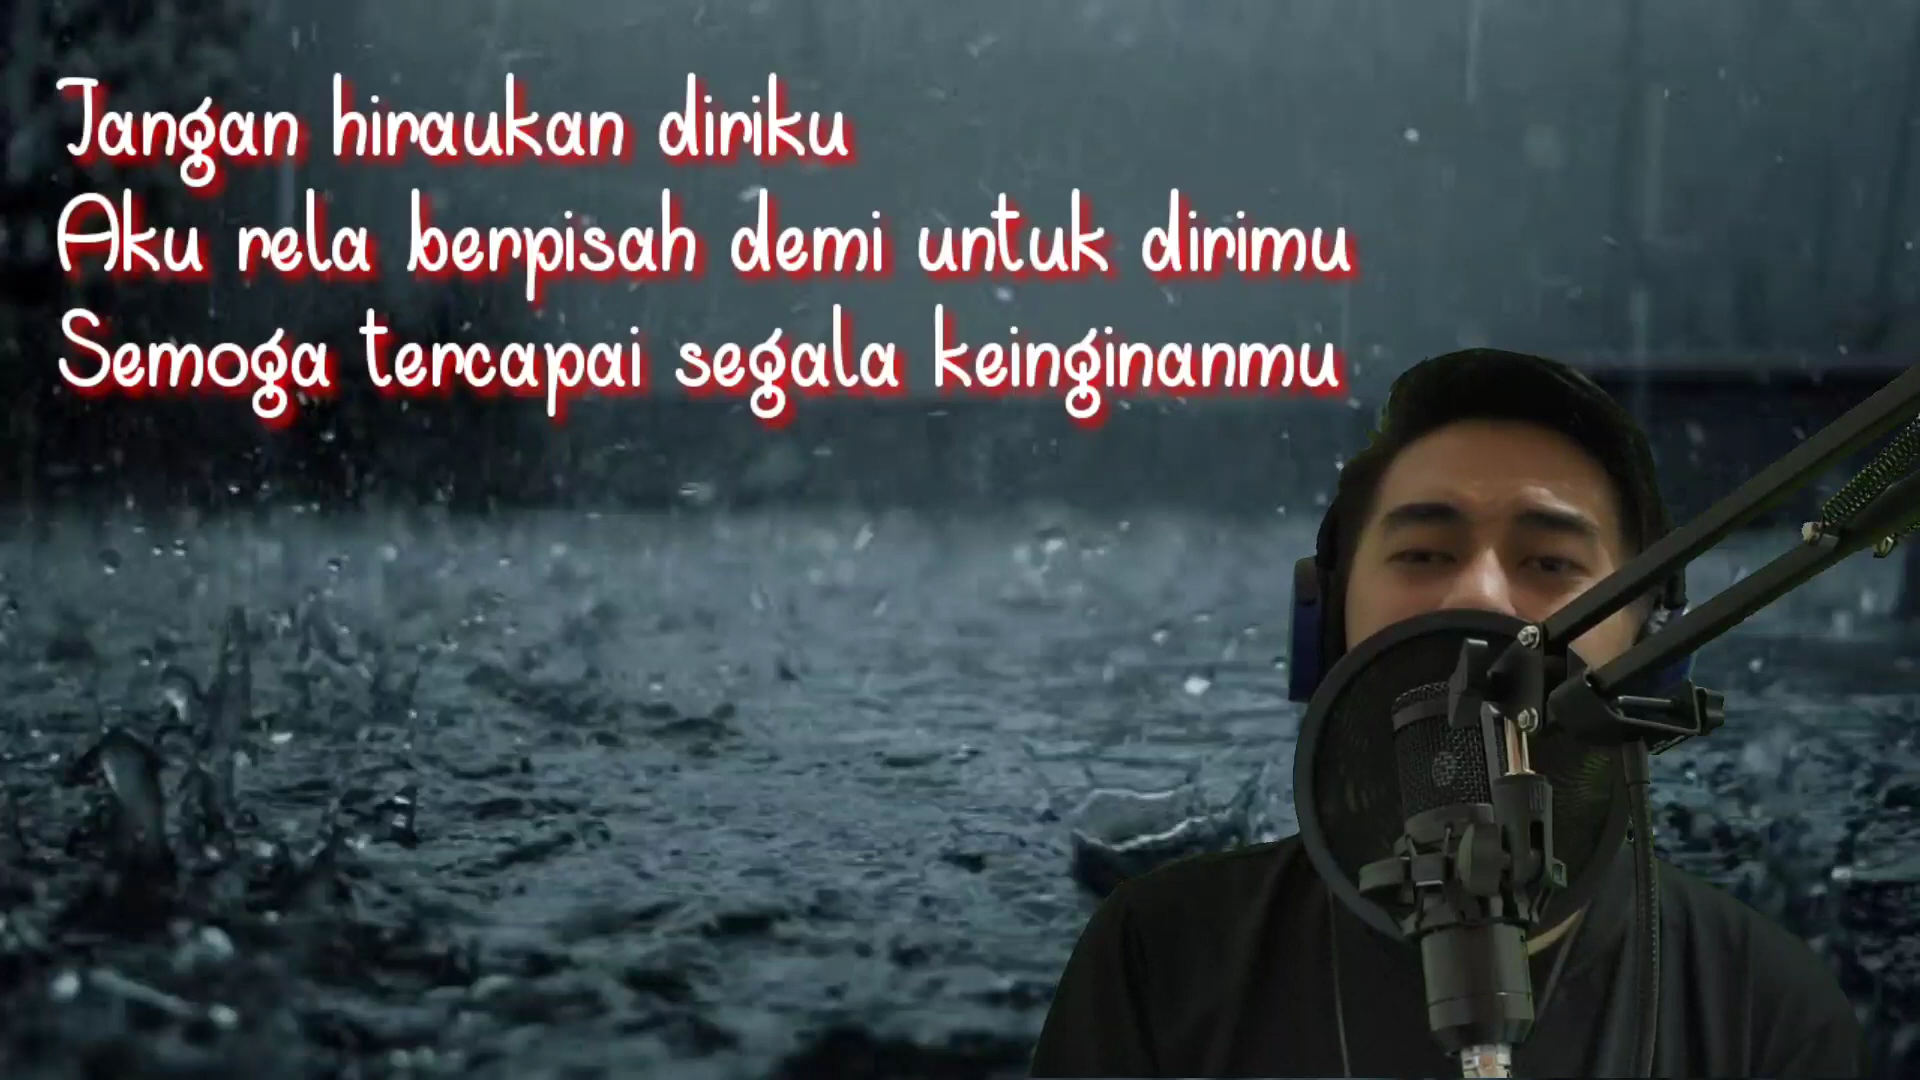 Jangan hiraukan diriku
Aku rela berpisah demi untuk dirimu
Semoga tercapai segala keinginanmu